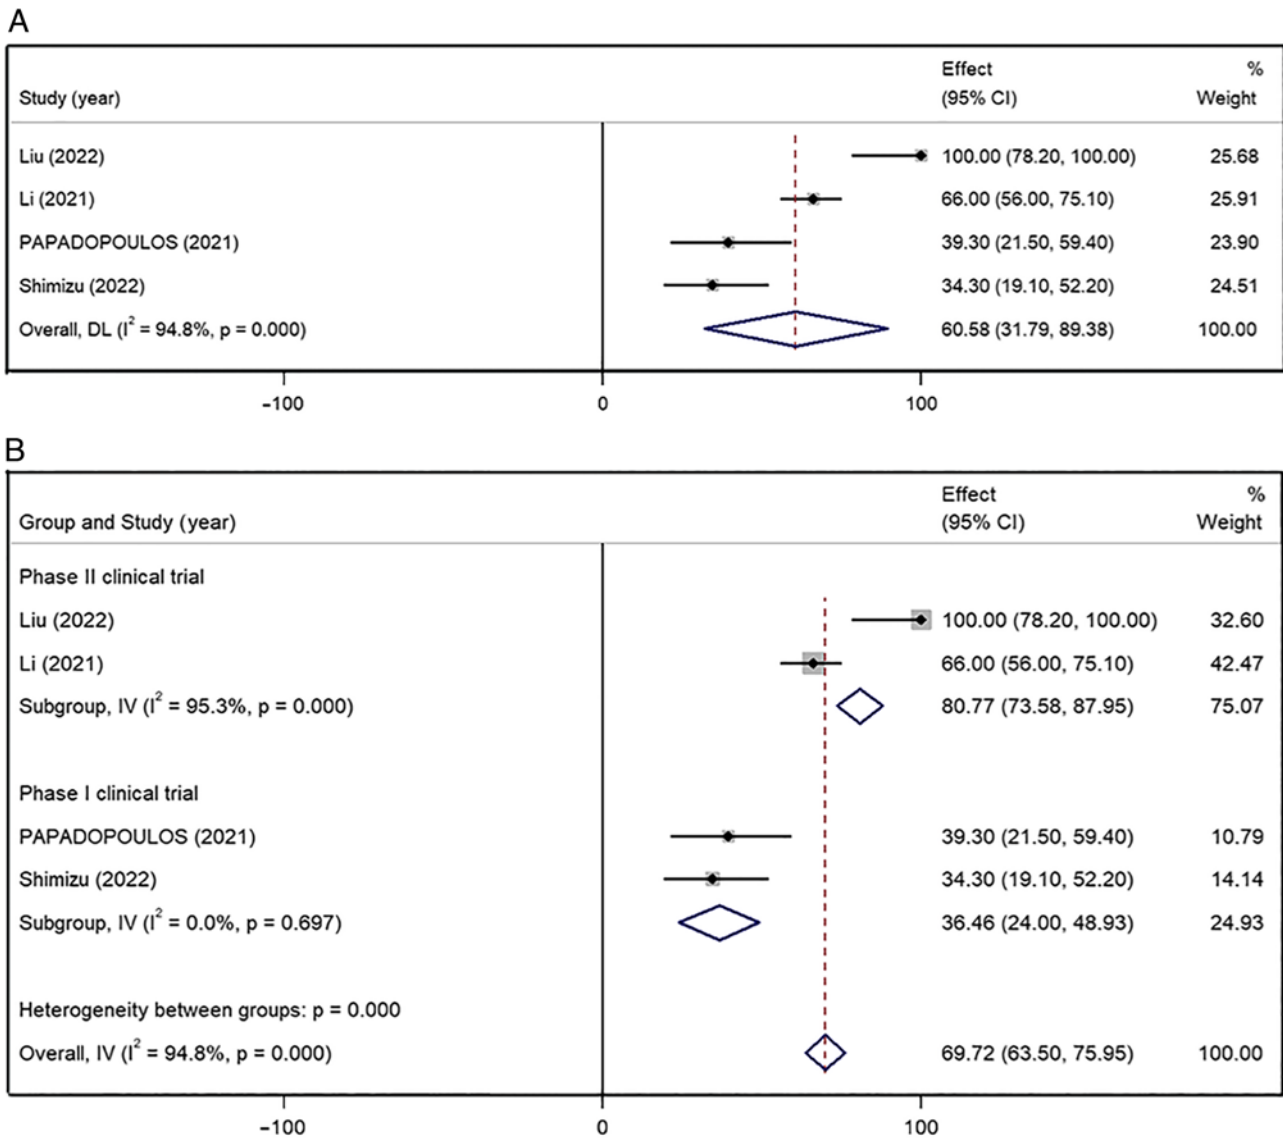 A
Effect %
Study (year) (95% CI) Weight
Liu (2022) 100.00 (78.20, 100.00) 25.68
Li (2021) 66.00 (56.00, 75.10) 25.91
PAPADOPOULOS (2021) 39.30 (21.50, 59.40) 23.90
Shimizu (2022) 34.30 (19.10, 52.20) 24.51
Overall, DL (I² = 94.8%, p = 0.000) 60.58 (31.79, 89.38) 100.00
−100 0 100
B
Effect %
Group and Study (year) (95% CI) Weight
Phase II clinical trial
Liu (2022) 100.00 (78.20, 100.00) 32.60
Li (2021) 66.00 (56.00, 75.10) 42.47
Subgroup, IV (I² = 95.3%, p = 0.000) 80.77 (73.58, 87.95) 75.07
Phase I clinical trial
PAPADOPOULOS (2021) 39.30 (21.50, 59.40) 10.79
Shimizu (2022) 34.30 (19.10, 52.20) 14.14
Subgroup, IV (I² = 0.0%, p = 0.697) 36.46 (24.00, 48.93) 24.93
Heterogeneity between groups: p = 0.000
Overall, IV (I² = 94.8%, p = 0.000) 69.72 (63.50, 75.95) 100.00
−100 0 100